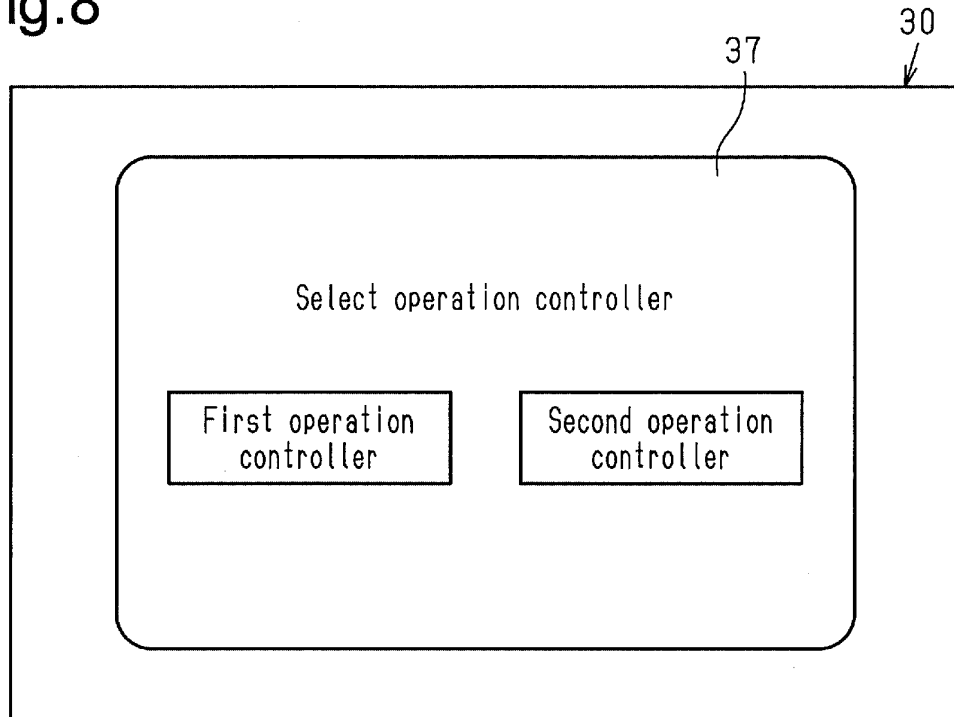 ig.8
30
37
Select operation controller
First operation
controller
Second operation
controller